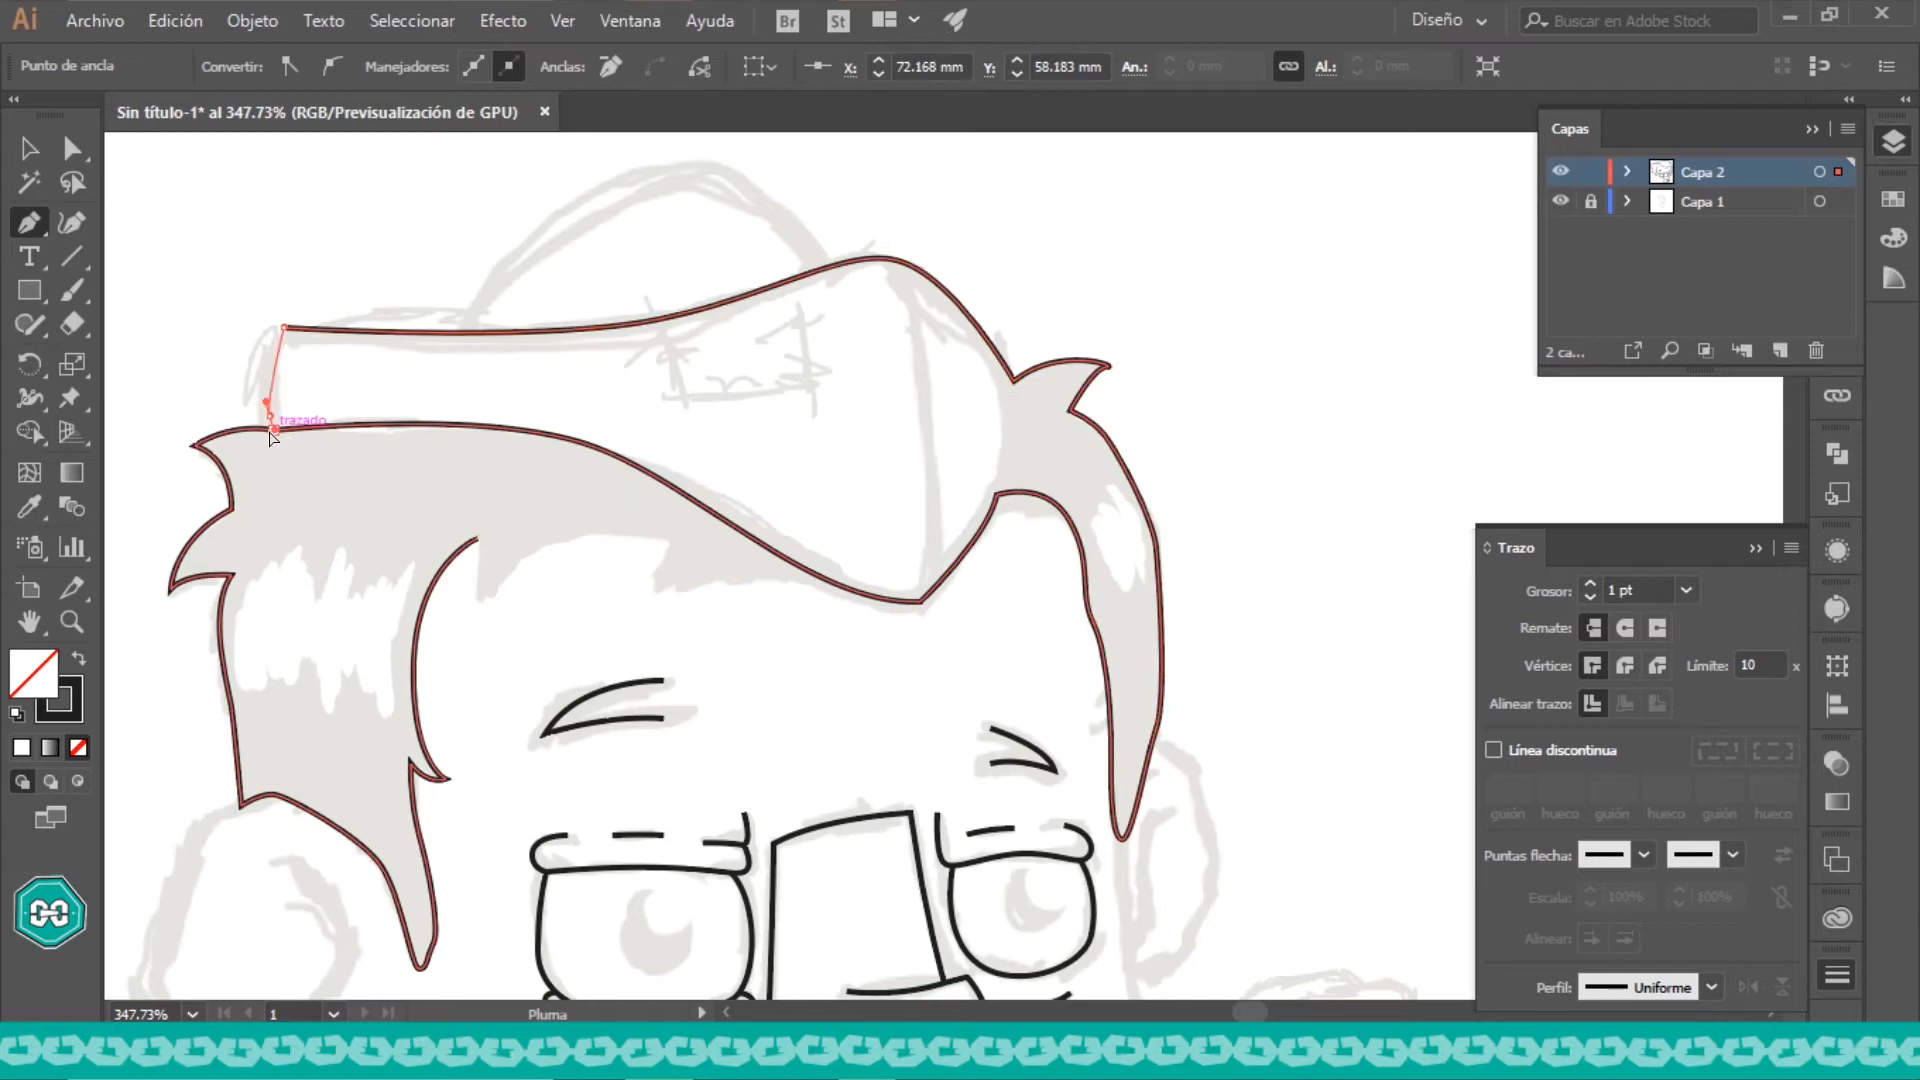 Ai Archivo Edición Objeto Texto Seleccionar Efecto Ver Ventana Ayuda Br St Diseño Buscar en Adobe Stock
Punto de ancla Convertir: Manejadores: Anclas: X: 72.168 mm Y: 58.183 mm An.: 0 mm Al.: 0 mm
Sin título-1* al 347.73% (RGB/Previsualización de GPU) ×
Capas
Capa 2
Capa 1
2 ca...
trazado
Trazo
Grosor: 1 pt
Remate:
Vértice: Límite: 10 x
Alinear trazo:
Línea discontinua
guión hueco guión hueco guión hueco
Puntas flecha:
Escala: 100% 100%
Alinear:
Perfil: Uniforme
347.73% 1 Pluma